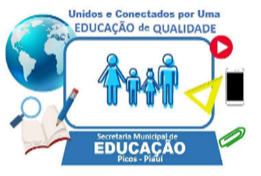 Unidos e Conectados por Uma
EDUCAÇÃO de QUALIDADE
Secretaria Municipal de
EDUCAÇÃO
Picos - Piauí